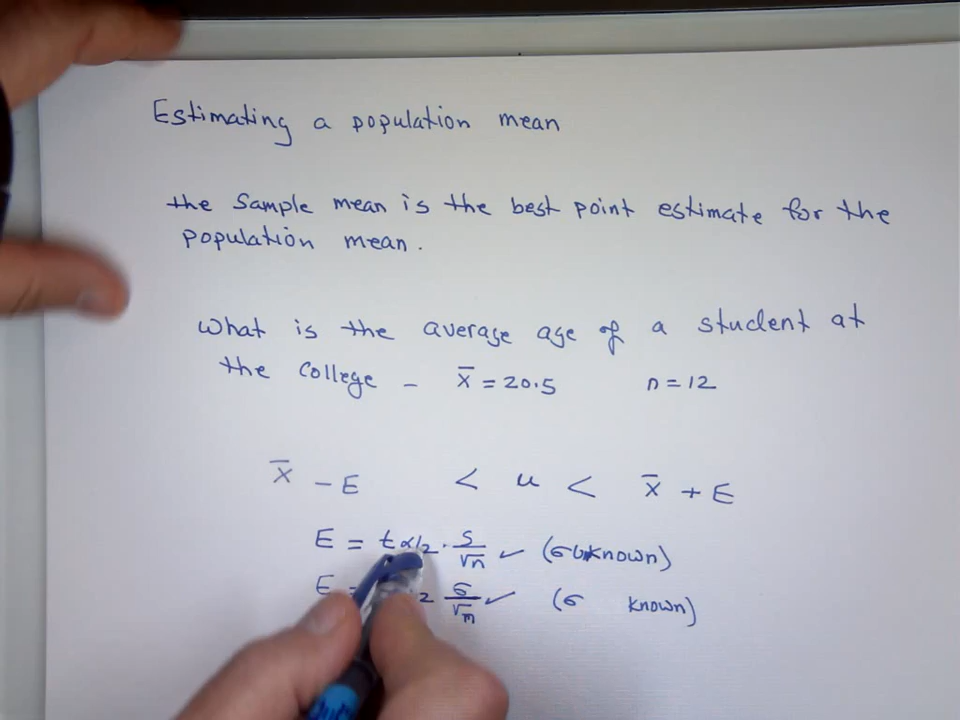 Estimating a population mean
the Sample mean is the best point estimate for the
population mean.
What is the average age of a student at
the College - x̄ = 20.5 n = 12
x̄ - E < u < x̄ + E
E = tα/2 · s/√n ✓ (σ unknown)
E = 2 σ/√n ✓ (σ known)